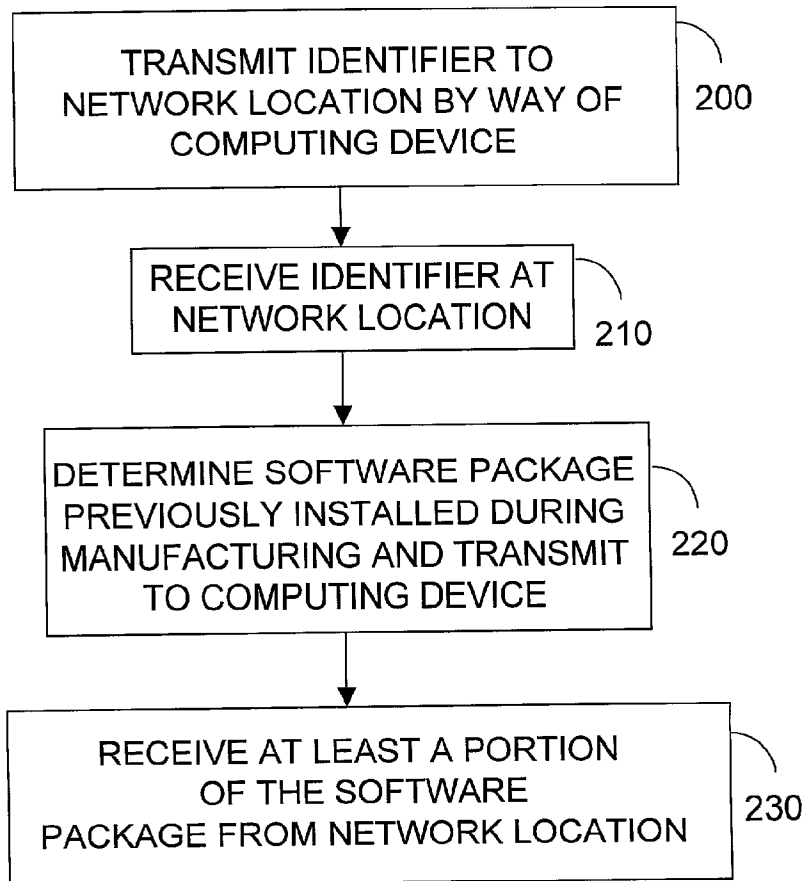 TRANSMIT IDENTIFIER TO
NETWORK LOCATION BY WAY OF
COMPUTING DEVICE
200
RECEIVE IDENTIFIER AT
NETWORK LOCATION
210
DETERMINE SOFTWARE PACKAGE
PREVIOUSLY INSTALLED DURING
MANUFACTURING AND TRANSMIT
TO COMPUTING DEVICE
220
RECEIVE AT LEAST A PORTION
OF THE SOFTWARE
PACKAGE FROM NETWORK LOCATION
230